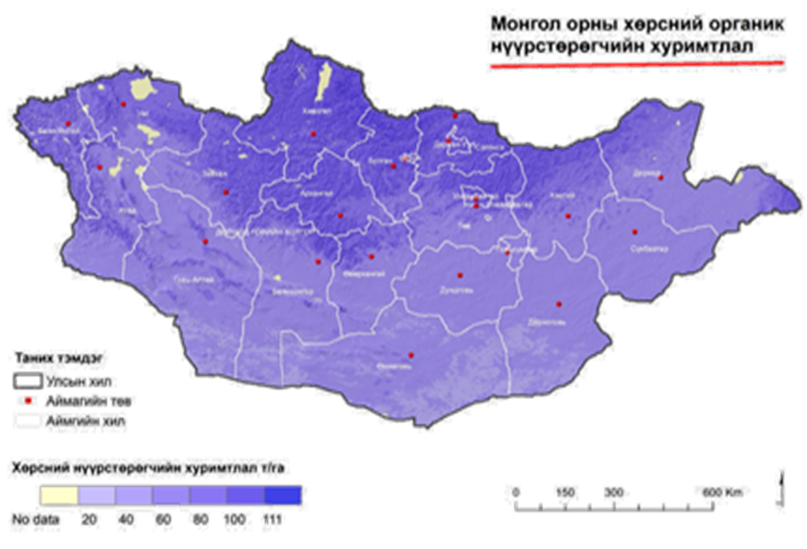 Монгол орны хөрсний органик
нүүрстөрөгчийн хуримтлал
Хөвсгөл
Увс
Баян-Өлгий
Завхан
Булган
Сэлэнгэ
Архангай
Хэнтий
Дорнод
Ховд
Төв
Сүхбаатар
Говь-Алтай
Баянхонгор
Өвөрхангай
Дундговь
Дорноговь
Өмнөговь
Таних тэмдэг
Улсын хил
Аймагийн төв
Аймгийн хил
Хөрсний нүүрстөрөгчийн хуримтлал т/га
No data 20 40 60 80 100 111
0 150 300 600 Km